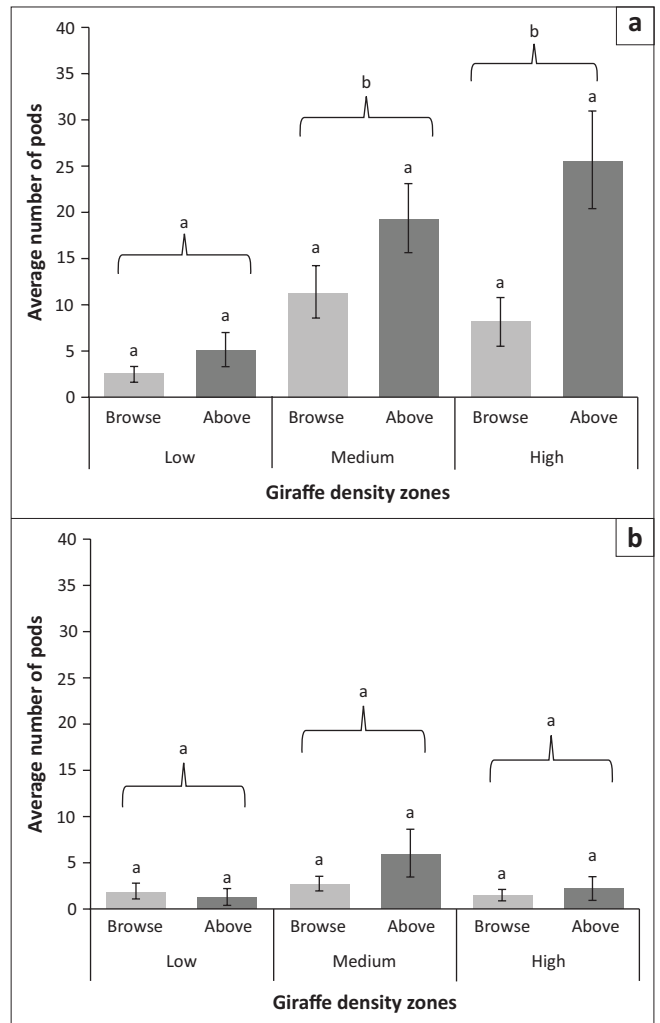 a
40
35
30
25
20
15
10
5
0
Average number of pods
a
b
b
a
a
a
a
a
a
Browse Above Browse Above Browse Above
Low Medium High
Giraffe density zones
b
40
35
30
25
20
15
10
5
0
Average number of pods
a
a
a
a
a
a
a
a
a
Browse Above Browse Above Browse Above
Low Medium High
Giraffe density zones